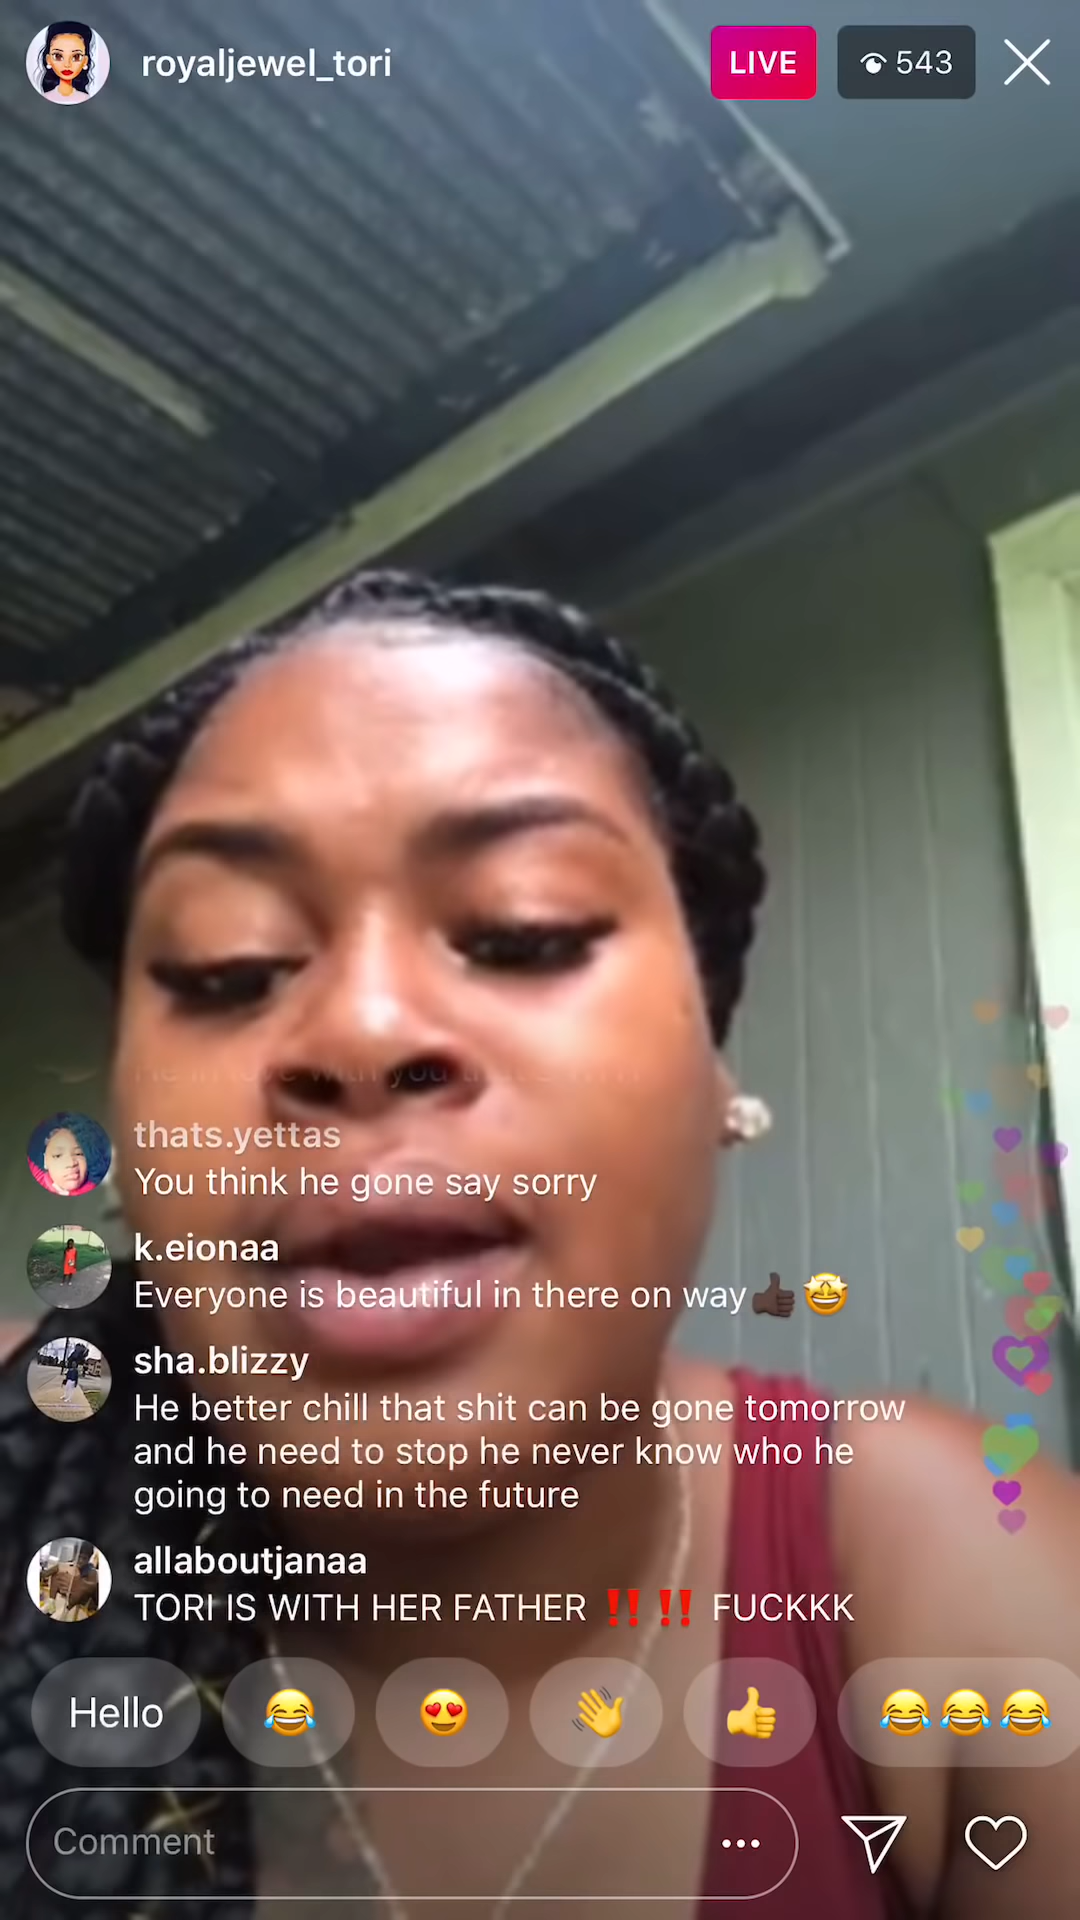 royaljewel_tori
LIVE
543
thats.yettas
You think he gone say sorry
k.eionaa
Everyone is beautiful in there on way👍🏿🤩
sha.blizzy
He better chill that shit can be gone tomorrow
and he need to stop he never know who he
going to need in the future
allaboutjanaa
TORI IS WITH HER FATHER ‼️ ‼️ FUCKKK
Hello 😂 😍 👋 👍 😂😂😂
Comment